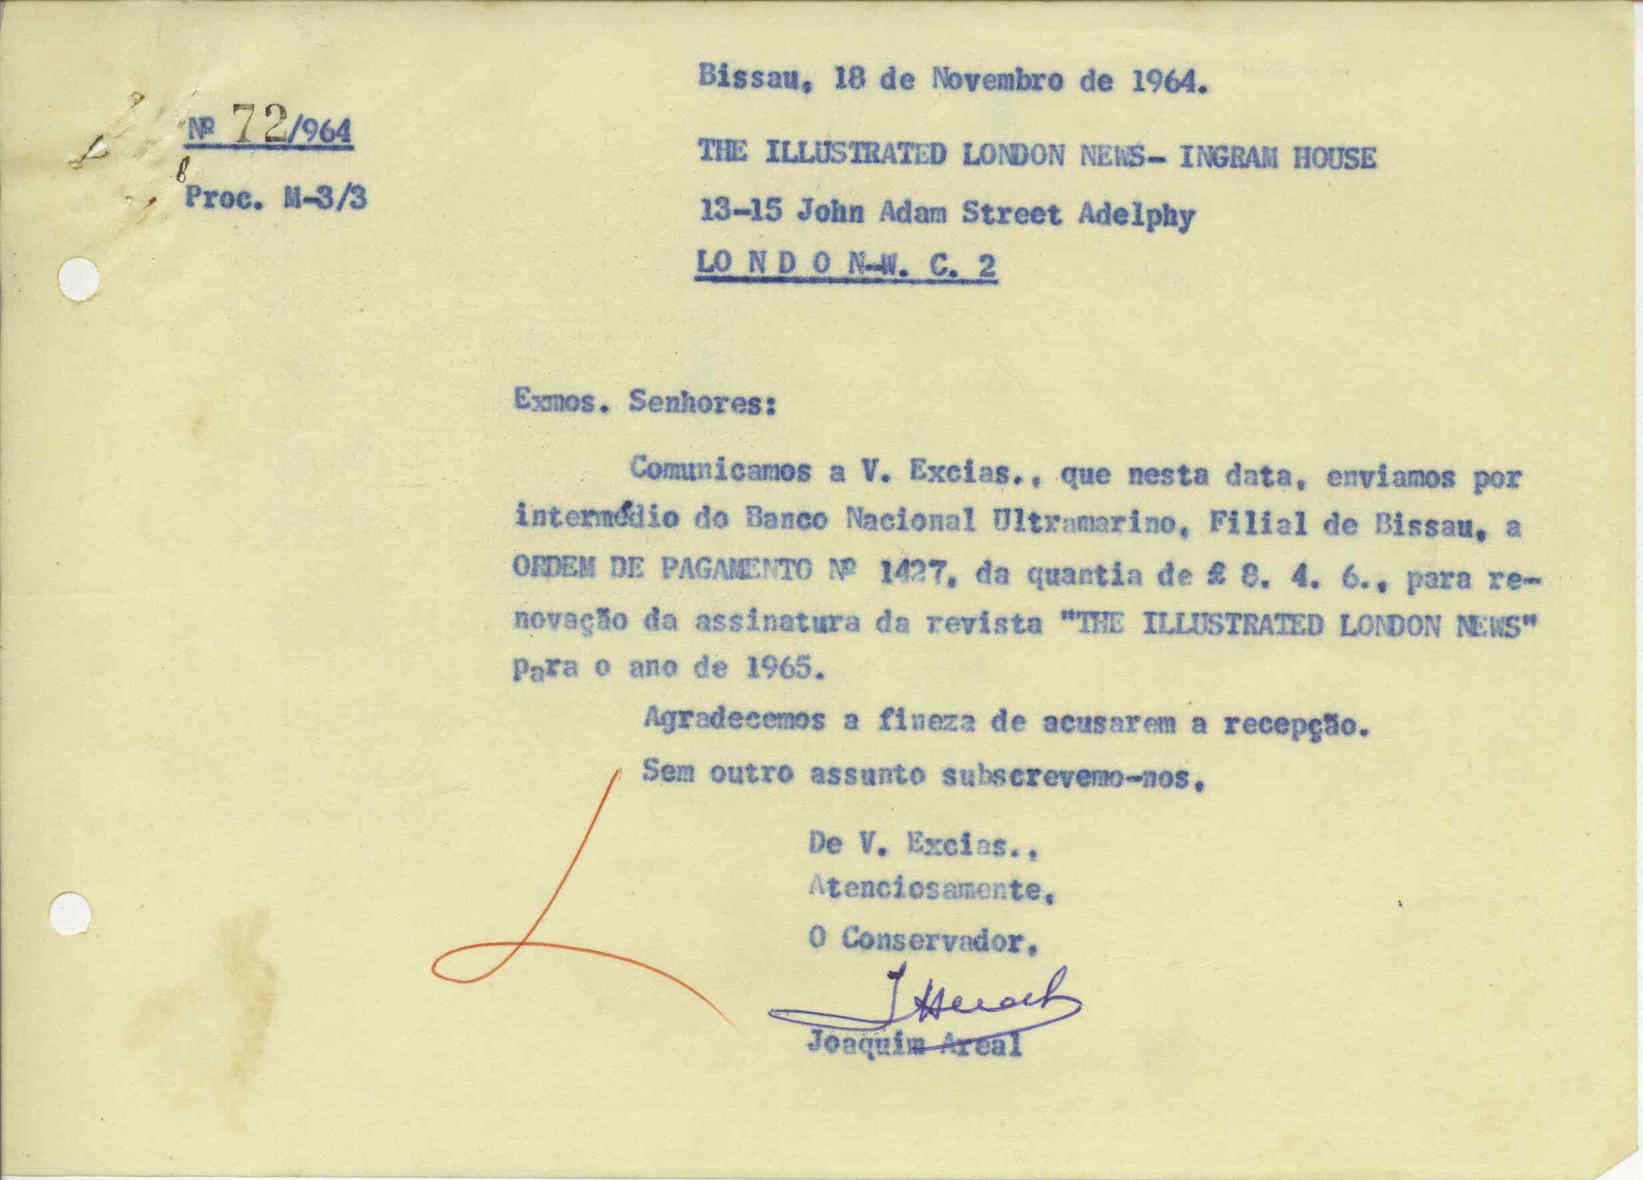 Bissau, 18 de Novembro de 1964.
Nº 72/964
Proc. M-3/3
THE ILLUSTRATED LONDON NEWS- INGRAM HOUSE
13-15 John Adam Street Adelphy
LO N D O N-W. C. 2
Exmos. Senhores:
Comunicamos a V. Excias., que nesta data, enviamos por
intermédio do Banco Nacional Ultramarino, Filial de Bissau, a
ORDEM DE PAGAMENTO Nº 1427, da quantia de £ 8. 4. 6., para re-
novação da assinatura da revista "THE ILLUSTRATED LONDON NEWS"
para o ano de 1965.
Agradecemos a fineza de acusarem a recepção.
Sem outro assunto subscrevemo-nos,
De V. Excias.,
Atenciosamente,
O Conservador,
Joaquim Areal